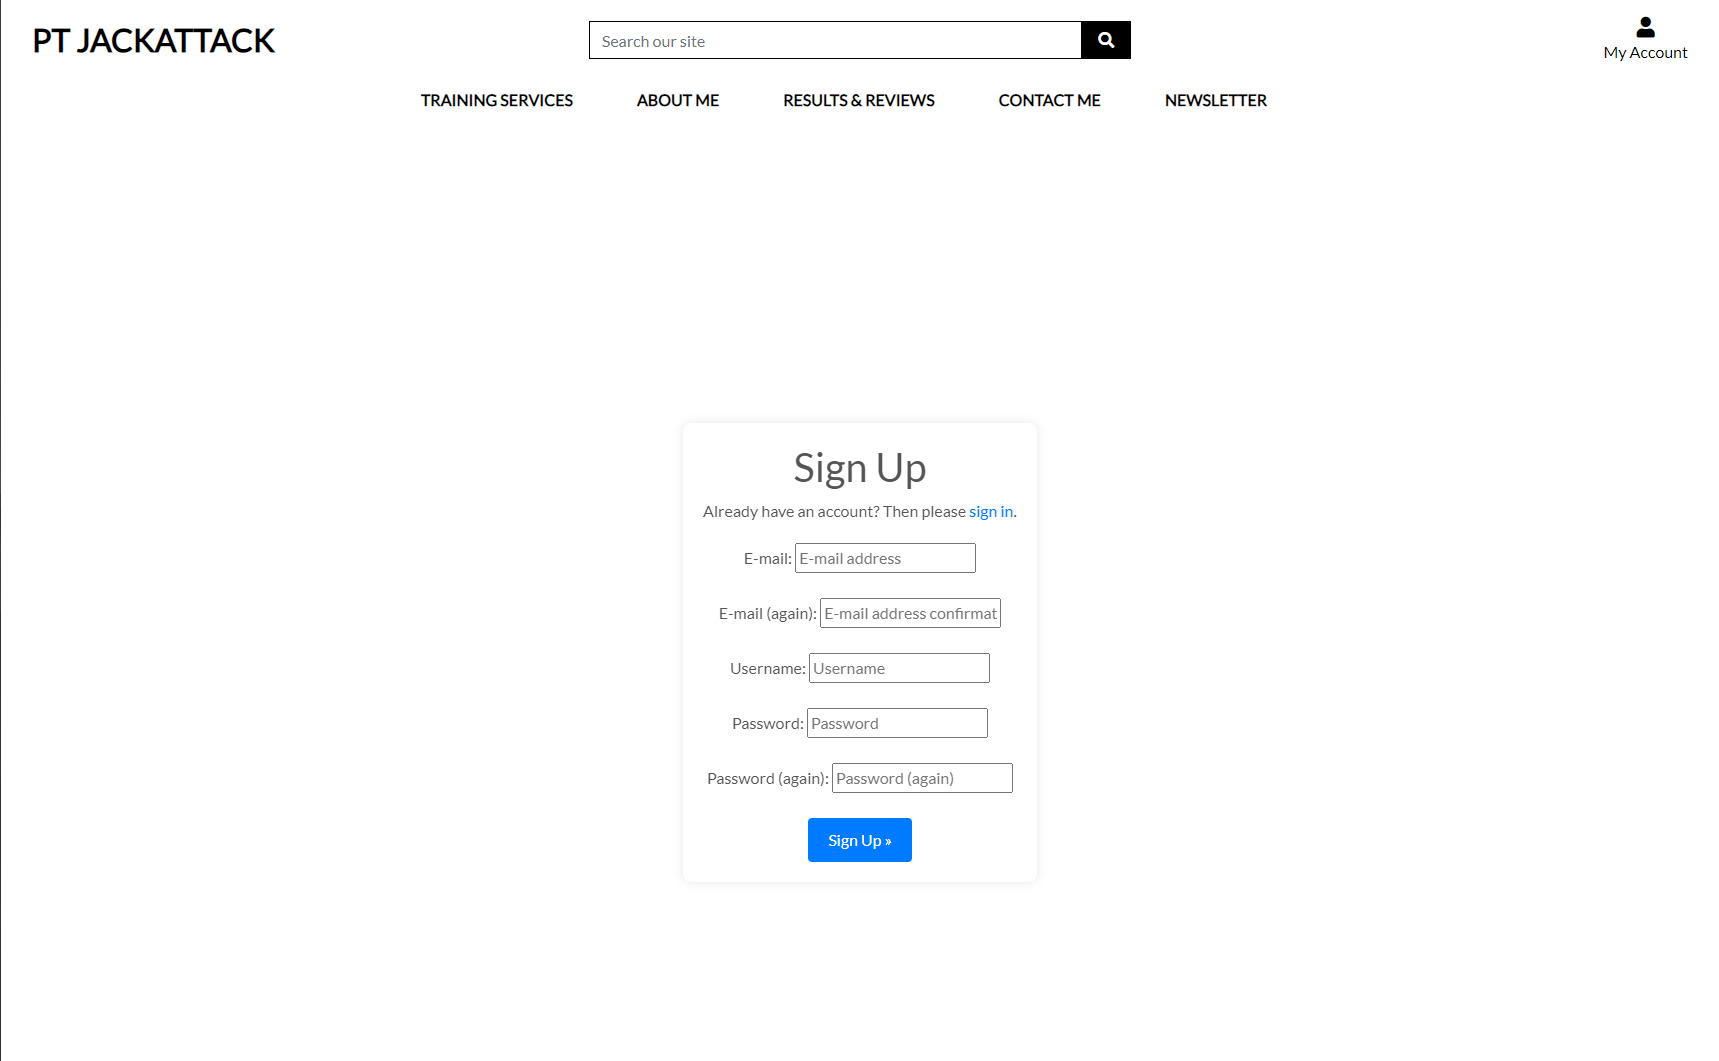 PT JACKATTACK
Search our site
My Account
TRAINING SERVICES ABOUT ME RESULTS & REVIEWS CONTACT ME NEWSLETTER
Sign Up
Already have an account? Then please sign in.
E-mail: E-mail address
E-mail (again): E-mail address confirmat
Username: Username
Password: Password
Password (again): Password (again)
Sign Up »